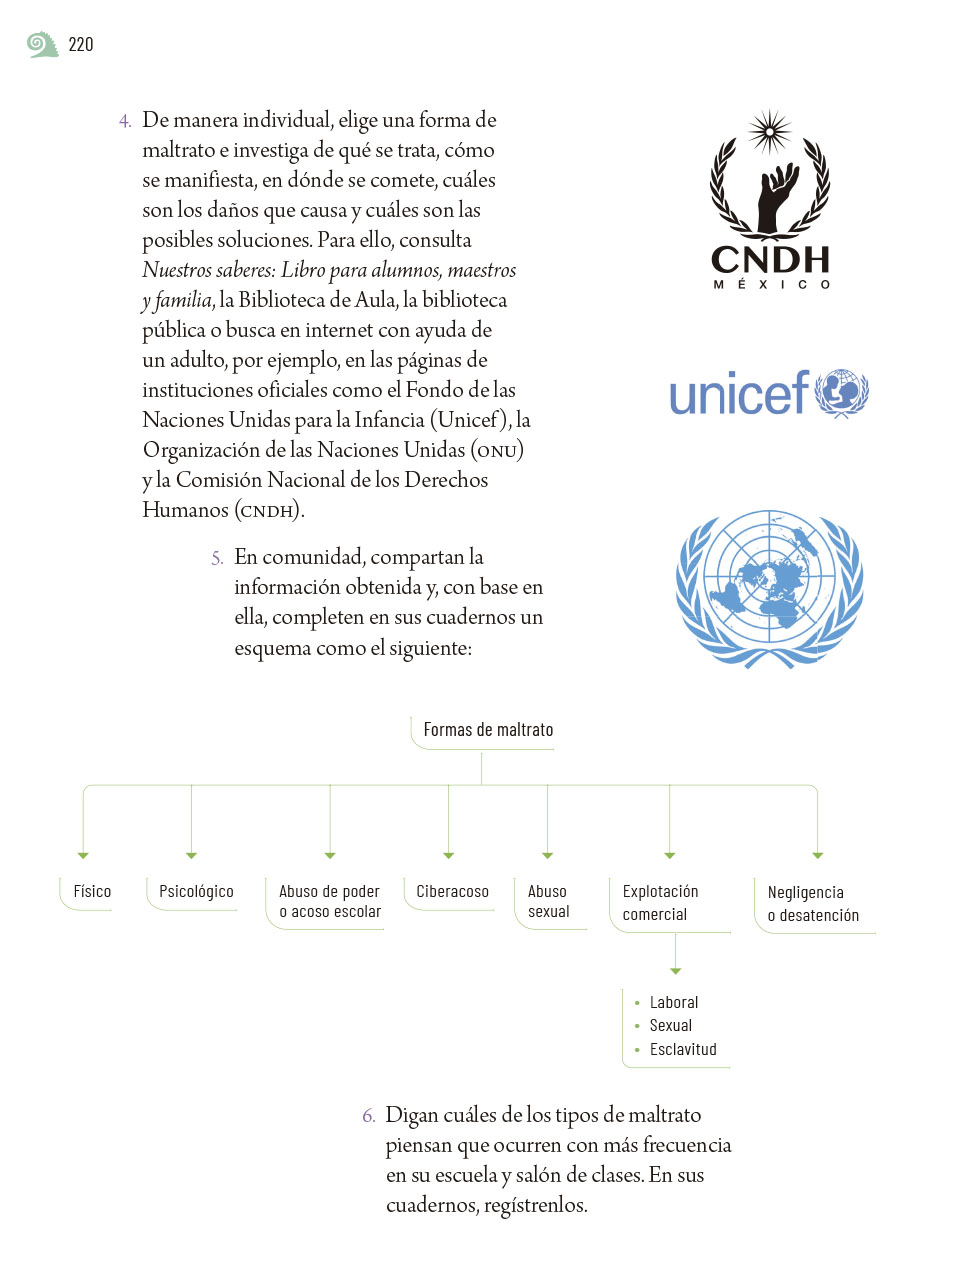 220
4. De manera individual, elige una forma de
maltrato e investiga de qué se trata, cómo
se manifiesta, en dónde se comete, cuáles
son los daños que causa y cuáles son las
posibles soluciones. Para ello, consulta
Nuestros saberes: Libro para alumnos, maestros
y familia, la Biblioteca de Aula, la biblioteca
pública o busca en internet con ayuda de
un adulto, por ejemplo, en las páginas de
instituciones oficiales como el Fondo de las
Naciones Unidas para la Infancia (Unicef), la
Organización de las Naciones Unidas (ONU)
y la Comisión Nacional de los Derechos
Humanos (CNDH).
CNDH
MÉXICO
unicef
5. En comunidad, compartan la
información obtenida y, con base en
ella, completen en sus cuadernos un
esquema como el siguiente:
Formas de maltrato
Físico
Psicológico
Abuso de poder
o acoso escolar
Ciberacoso
Abuso
sexual
Explotación
comercial
Negligencia
o desatención
• Laboral
• Sexual
• Esclavitud
6. Digan cuáles de los tipos de maltrato
piensan que ocurren con más frecuencia
en su escuela y salón de clases. En sus
cuadernos, regístrenlos.